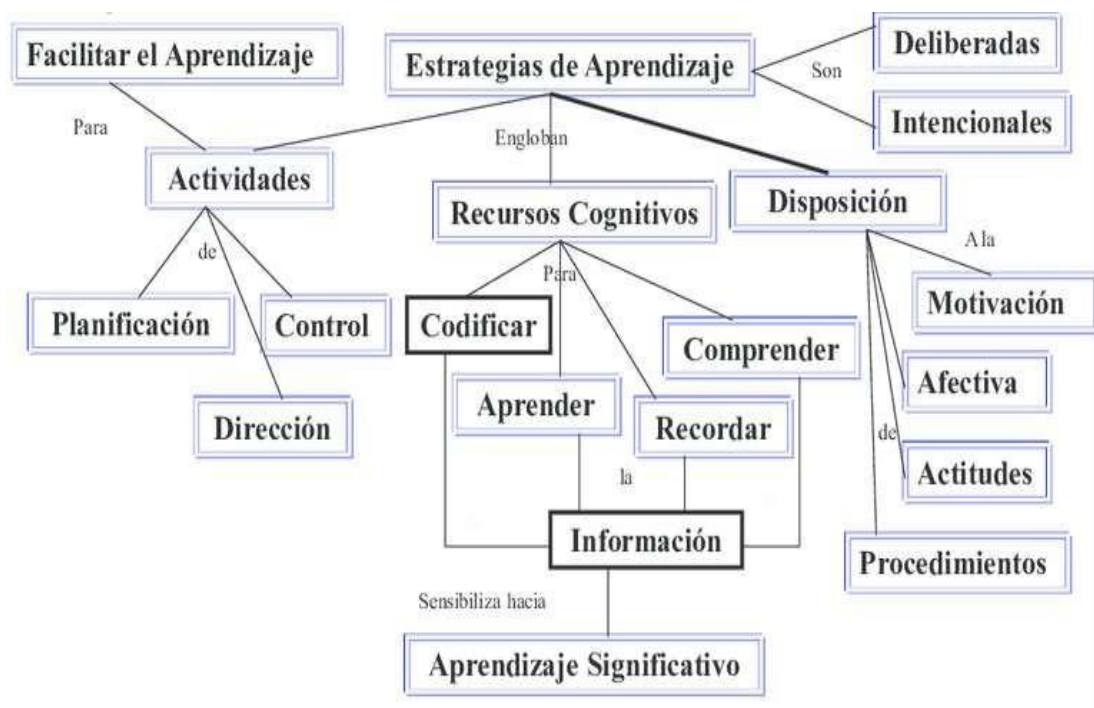 Facilitar el Aprendizaje
Estrategias de Aprendizaje
Deliberadas
Son
Intencionales
Para
Engloban
Actividades
Recursos Cognitivos
Disposición
de
Para
A la
Planificación
Control
Codificar
Comprender
Motivación
Aprender
Afectiva
Dirección
Recordar
de
Actitudes
la
Información
Procedimientos
Sensibiliza hacia
Aprendizaje Significativo